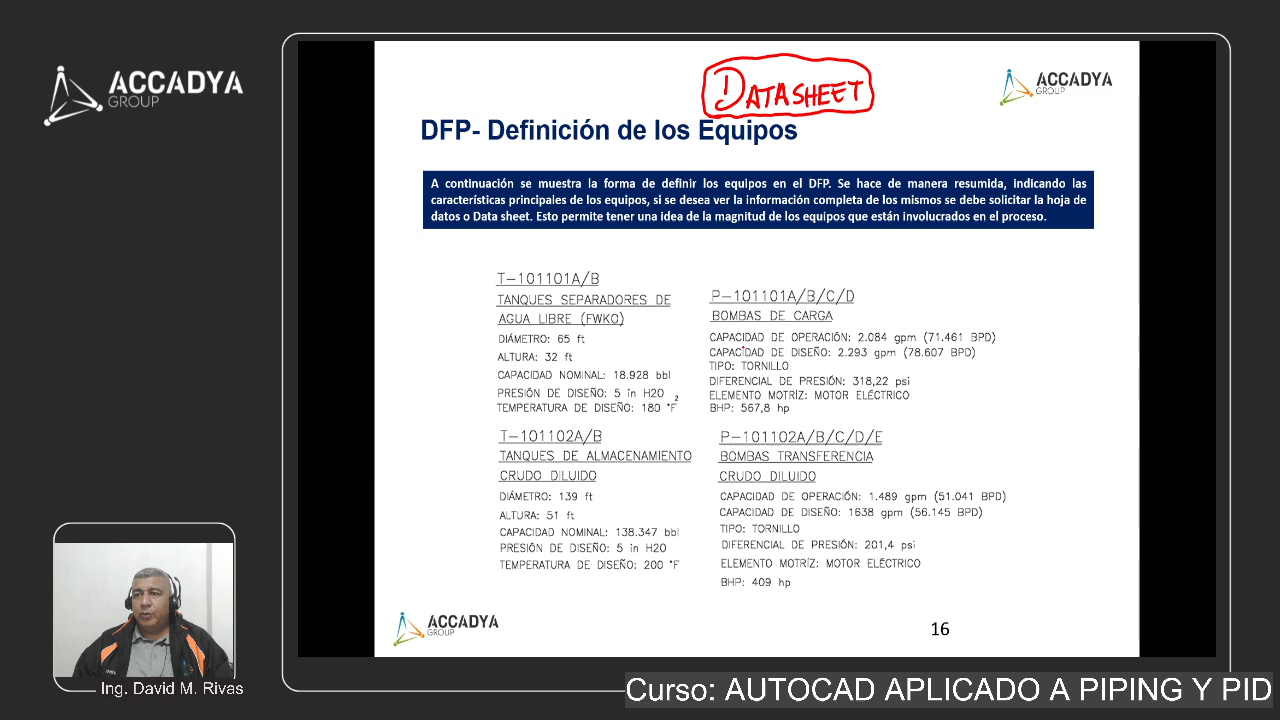 ACCADYA
GROUP
DATASHEET
ACCADYA
GROUP
DFP- Definición de los Equipos
A continuación se muestra la forma de definir los equipos en el DFP. Se hace de manera resumida, indicando las
características principales de los equipos, si se desea ver la información completa de los mismos se debe solicitar la hoja de
datos o Data sheet. Esto permite tener una idea de la magnitud de los equipos que están involucrados en el proceso.
T-101101A/B
TANQUES SEPARADORES DE
AGUA LIBRE (FWKO)
DIÁMETRO: 65 ft
ALTURA: 32 ft
CAPACIDAD NOMINAL: 18.928 bbl
PRESIÓN DE DISEÑO: 5 in H20
2
TEMPERATURA DE DISEÑO: 180 °F
P-101101A/B/C/D
BOMBAS DE CARGA
CAPACIDAD DE OPERACIÓN: 2.084 gpm (71.461 BPD)
CAPACIDAD DE DISEÑO: 2.293 gpm (78.607 BPD)
TIPO: TORNILLO
DIFERENCIAL DE PRESIÓN: 318,22 psi
ELEMENTO MOTRÍZ: MOTOR ELÉCTRICO
BHP: 567,8 hp
T-101102A/B
TANQUES DE ALMACENAMIENTO
CRUDO DILUIDO
DIÁMETRO: 139 ft
ALTURA: 51 ft
CAPACIDAD NOMINAL: 138.347 bbl
PRESIÓN DE DISEÑO: 5 in H20
TEMPERATURA DE DISEÑO: 200 °F
P-101102A/B/C/D/E
BOMBAS TRANSFERENCIA
CRUDO DILUIDO
CAPACIDAD DE OPERACIÓN: 1.489 gpm (51.041 BPD)
CAPACIDAD DE DISEÑO: 1638 gpm (56.145 BPD)
TIPO: TORNILLO
DIFERENCIAL DE PRESIÓN: 201,4 psi
ELEMENTO MOTRÍZ: MOTOR ELÉCTRICO
BHP: 409 hp
ACCADYA
GROUP
16
Ing. David M. Rivas
Curso: AUTOCAD APLICADO A PIPING Y PID